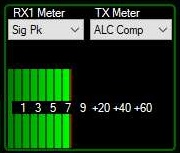 RX1 Meter TX Meter
Sig Pk ALC Comp
1 3 5 7 9 +20 +40 +60